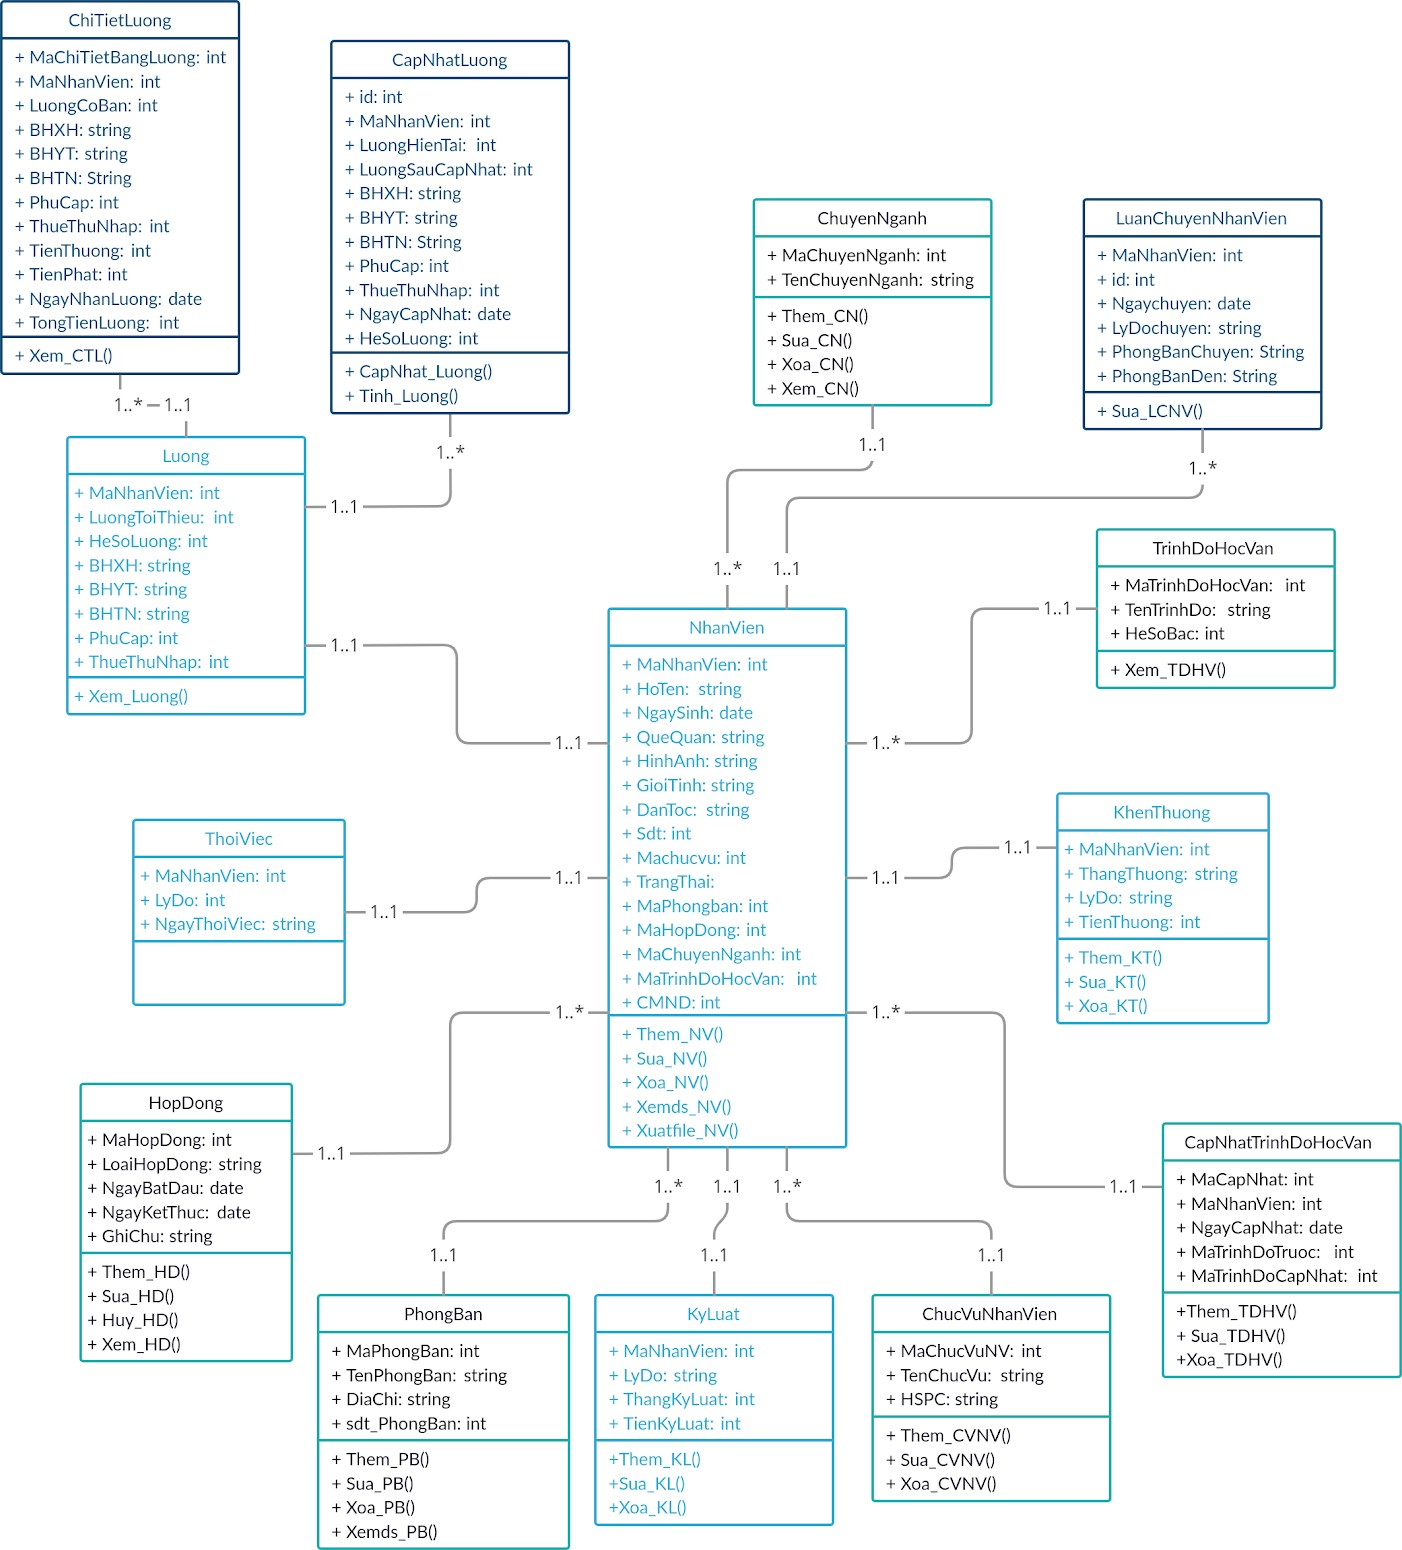 ChiTietLuong
+ MaChiTietBangLuong: int
+ MaNhanVien: int
+ LuongCoBan: int
+ BHXH: string
+ BHYT: string
+ BHTN: String
+ PhuCap: int
+ ThueThuNhap: int
+ TienThuong: int
+ TienPhat: int
+ NgayNhanLuong: date
+ TongTienLuong: int
+ Xem_CTL()
1..*
1..1
CapNhatLuong
+ id: int
+ MaNhanVien: int
+ LuongHienTai: int
+ LuongSauCapNhat: int
+ BHXH: string
+ BHYT: string
+ BHTN: String
+ PhuCap: int
+ ThueThuNhap: int
+ NgayCapNhat: date
+ HeSoLuong: int
+ CapNhat_Luong()
+ Tinh_Luong()
1..*
1..1
ChuyenNganh
+ MaChuyenNganh: int
+ TenChuyenNganh: string
+ Them_CN()
+ Sua_CN()
+ Xoa_CN()
+ Xem_CN()
1..1
1..*
LuanChuyenNhanVien
+ MaNhanVien: int
+ id: int
+ Ngaychuyen: date
+ LyDochuyen: string
+ PhongBanChuyen: String
+ PhongBanDen: String
+ Sua_LCNV()
1..*
1..1
Luong
+ MaNhanVien: int
+ LuongToiThieu: int
+ HeSoLuong: int
+ BHXH: string
+ BHYT: string
+ BHTN: string
+ PhuCap: int
+ ThueThuNhap: int
+ Xem_Luong()
1..1
1..1
TrinhDoHocVan
+ MaTrinhDoHocVan: int
+ TenTrinhDo: string
+ HeSoBac: int
+ Xem_TDHV()
1..1
1..*
NhanVien
+ MaNhanVien: int
+ HoTen: string
+ NgaySinh: date
+ QueQuan: string
+ HinhAnh: string
+ GioiTinh: string
+ DanToc: string
+ Sdt: int
+ Machucvu: int
+ TrangThai:
+ MaPhongban: int
+ MaHopDong: int
+ MaChuyenNganh: int
+ MaTrinhDoHocVan: int
+ CMND: int
+ Them_NV()
+ Sua_NV()
+ Xoa_NV()
+ Xemds_NV()
+ Xuatfile_NV()
ThoiViec
+ MaNhanVien: int
+ LyDo: int
+ NgayThoiViec: string
1..1
1..1
KhenThuong
+ MaNhanVien: int
+ ThangThuong: string
+ LyDo: string
+ TienThuong: int
+ Them_KT()
+ Sua_KT()
+ Xoa_KT()
1..1
1..1
HopDong
+ MaHopDong: int
+ LoaiHopDong: string
+ NgayBatDau: date
+ NgayKetThuc: date
+ GhiChu: string
+ Them_HD()
+ Sua_HD()
+ Huy_HD()
+ Xem_HD()
1..1
1..*
CapNhatTrinhDoHocVan
+ MaCapNhat: int
+ MaNhanVien: int
+ NgayCapNhat: date
+ MaTrinhDoTruoc: int
+ MaTrinhDoCapNhat: int
+Them_TDHV()
+ Sua_TDHV()
+Xoa_TDHV()
1..1
1..*
1..* 1..1 1..*
1..1 1..1 1..1
PhongBan
+ MaPhongBan: int
+ TenPhongBan: string
+ DiaChi: string
+ sdt_PhongBan: int
+ Them_PB()
+ Sua_PB()
+ Xoa_PB()
+ Xemds_PB()
KyLuat
+ MaNhanVien: int
+ LyDo: string
+ ThangKyLuat: int
+ TienKyLuat: int
+Them_KL()
+Sua_KL()
+Xoa_KL()
ChucVuNhanVien
+ MaChucVuNV: int
+ TenChucVu: string
+ HSPC: string
+ Them_CVNV()
+ Sua_CVNV()
+ Xoa_CVNV()